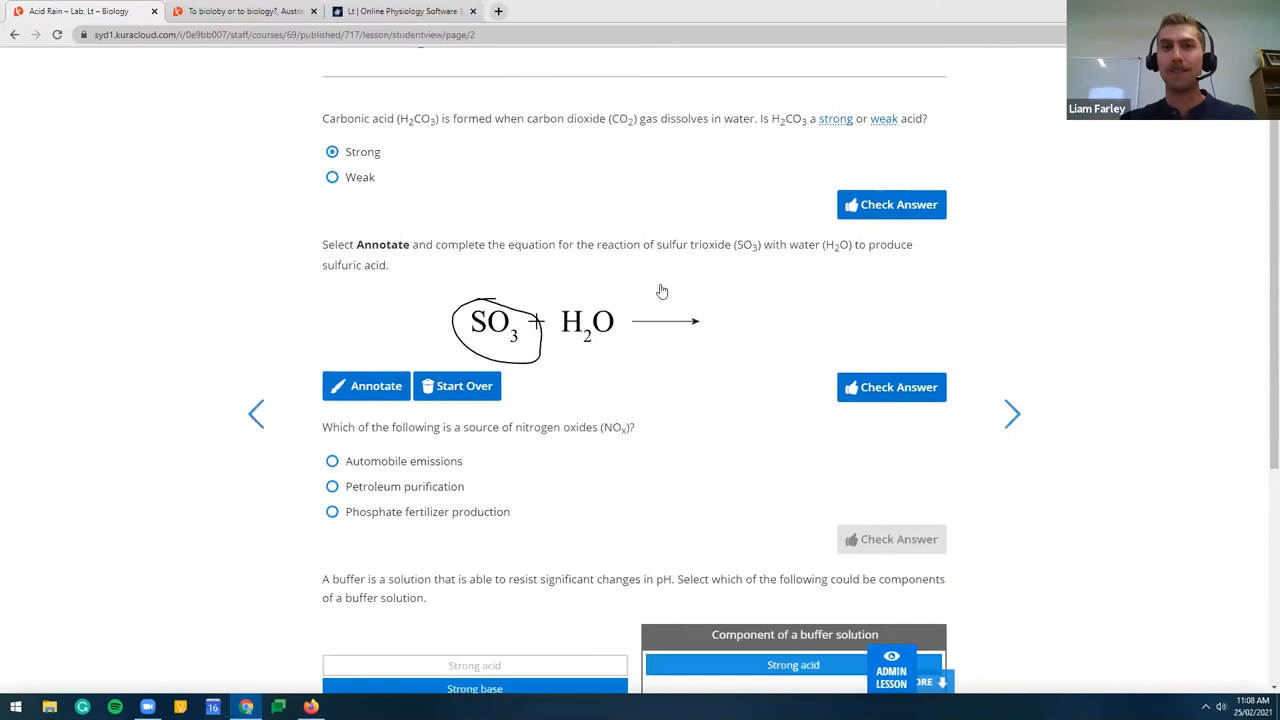 Acid Rain – Lab, Lt – Biology
To bioloby or to biology?, Austra
Lt | Online Physiology Software &
syd1.kuracloud.com/i/0e9bb007/staff/courses/69/published/717/lesson/studentview/page/2
Liam Farley
Carbonic acid (H2CO3) is formed when carbon dioxide (CO2) gas dissolves in water. Is H2CO3 a strong or weak acid?
Strong
Weak
Check Answer
Select Annotate and complete the equation for the reaction of sulfur trioxide (SO3) with water (H2O) to produce
sulfuric acid.
SO3 + H2O
Annotate
Start Over
Check Answer
Which of the following is a source of nitrogen oxides (NOx)?
Automobile emissions
Petroleum purification
Phosphate fertilizer production
Check Answer
A buffer is a solution that is able to resist significant changes in pH. Select which of the following could be components
of a buffer solution.
Component of a buffer solution
Strong acid
Strong acid
Strong base
ADMIN
LESSON
ORE
16
11:08 AM
25/02/2021